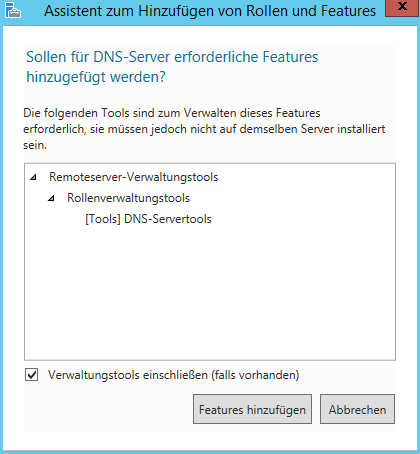 Assistent zum Hinzufügen von Rollen und Features
x
Sollen für DNS-Server erforderliche Features
hinzugefügt werden?
Die folgenden Tools sind zum Verwalten dieses Features
erforderlich, sie müssen jedoch nicht auf demselben Server installiert
sein.
Remoteserver-Verwaltungstools
Rollenverwaltungstools
[Tools] DNS-Servertools
Verwaltungstools einschließen (falls vorhanden)
Features hinzufügen
Abbrechen